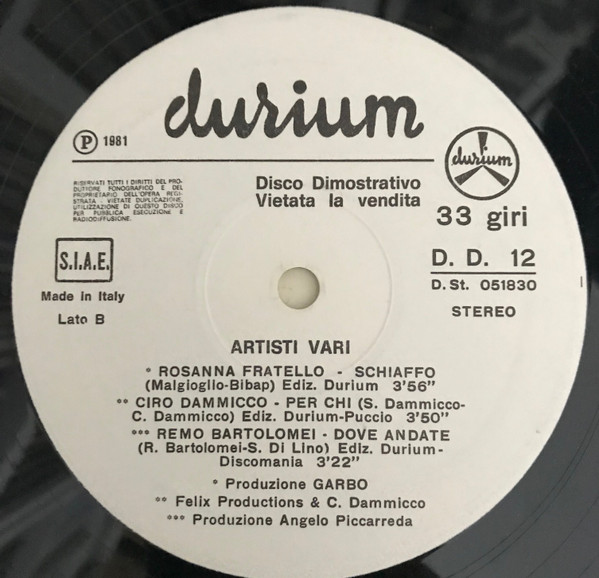 durium
P 1981
durium
RISERVATI TUTTI I DIRITTI DEL PRO-
DUTTORE FONOGRAFICO E DEL
PROPRIETARIO DELL'OPERA REGI-
STRATA - VIETATE DUPLICAZIONE,
UTILIZZAZIONE DI QUESTO DISCO
PER PUBBLICA ESECUZIONE E
RADIODIFFUSIONE.
Disco Dimostrativo
Vietata la vendita
33 giri
S.I.A.E.
D. D. 12
D. St. 051830
Made in Italy
STEREO
Lato B
ARTISTI VARI
* ROSANNA FRATELLO - SCHIAFFO
(Malgioglio-Bibap) Ediz. Durium 3'56"
** CIRO DAMMICCO - PER CHI (S. Dammicco-
C. Dammicco) Ediz. Durium-Puccio 3'50"
*** REMO BARTOLOMEI - DOVE ANDATE
(R. Bartolomei-S. Di Lino) Ediz. Durium-
Discomania 3'22"
* Produzione GARBO
** Felix Productions & C. Dammicco
*** Produzione Angelo Piccarreda